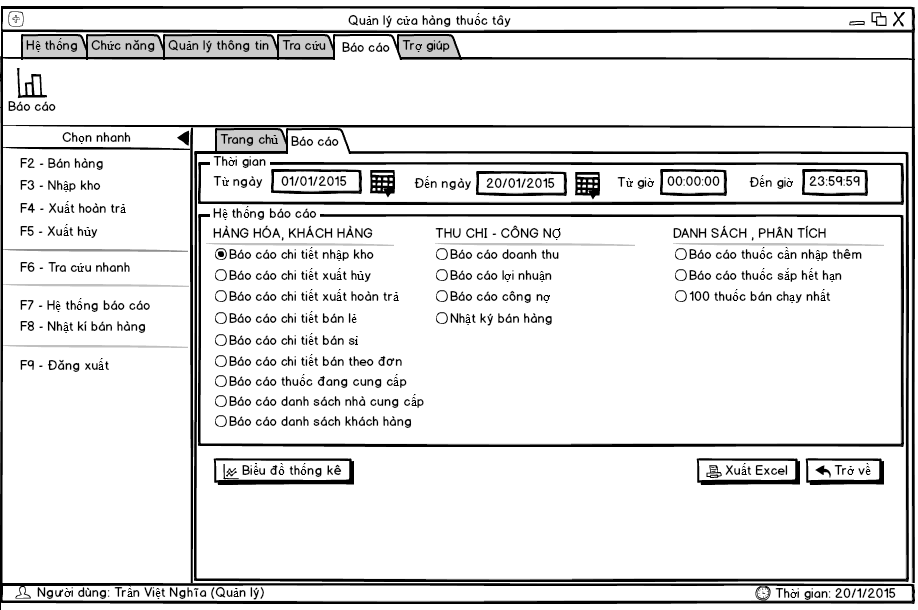 Quản lý cửa hàng thuốc tây
Hệ thống Chức năng Quản lý thông tin Tra cứu Báo cáo Trợ giúp
Báo cáo
Chọn nhanh
F2 - Bán hàng
F3 - Nhập kho
F4 - Xuất hoàn trả
F5 - Xuất hủy
F6 - Tra cứu nhanh
F7 - Hệ thống báo cáo
F8 - Nhật kí bán hàng
F9 - Đăng xuất
Trang chủ Báo cáo
Thời gian
Từ ngày 01/01/2015 Đến ngày 20/01/2015 Từ giờ 00:00:00 Đến giờ 23:59:59
Hệ thống báo cáo
HÀNG HÓA, KHÁCH HÀNG
Báo cáo chi tiết nhập kho
Báo cáo chi tiết xuất hủy
Báo cáo chi tiết xuất hoàn trả
Báo cáo chi tiết bán lẻ
Báo cáo chi tiết bán sỉ
Báo cáo chi tiết bán theo đơn
Báo cáo thuốc đang cung cấp
Báo cáo danh sách nhà cung cấp
Báo cáo danh sách khách hàng
THU CHI - CÔNG NỢ
Báo cáo doanh thu
Báo cáo lợi nhuận
Báo cáo công nợ
Nhật ký bán hàng
DANH SÁCH , PHÂN TÍCH
Báo cáo thuốc cần nhập thêm
Báo cáo thuốc sắp hết hạn
100 thuốc bán chạy nhất
Biểu đồ thống kê Xuất Excel Trở về
Người dùng: Trần Việt Nghĩa (Quản lý) Thời gian: 20/1/2015